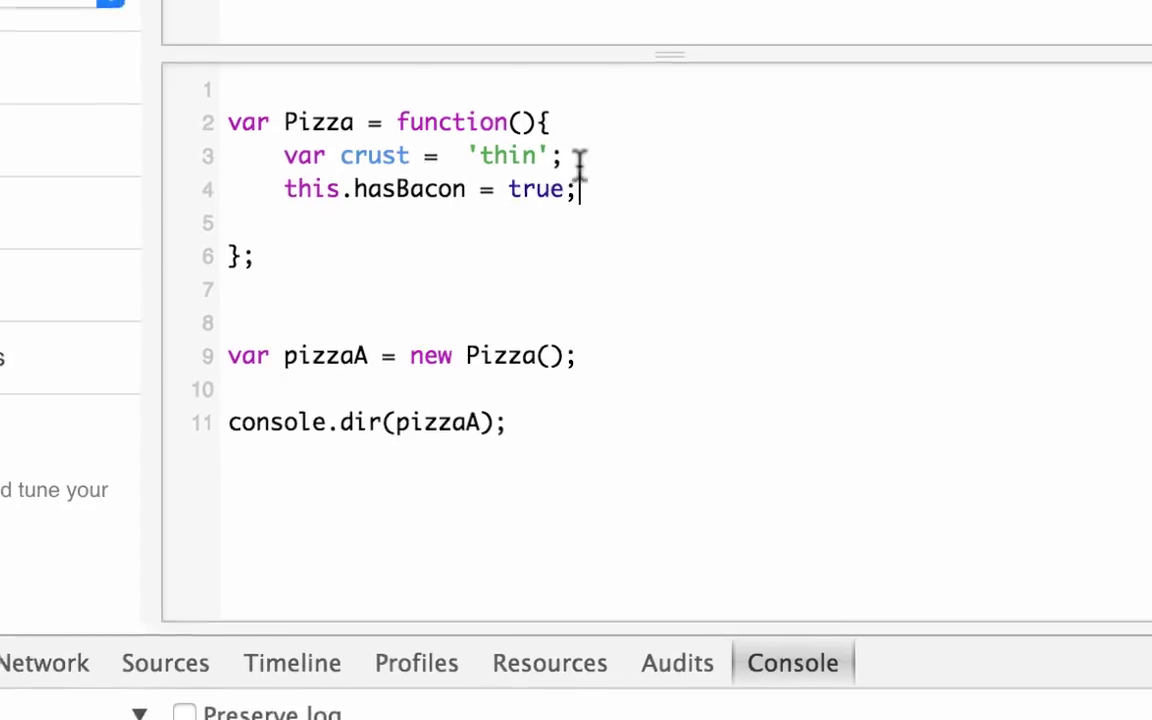 1
2 var Pizza = function(){
3 var crust =  'thin';
4 this.hasBacon = true;
5
6 };
7
8
9 var pizzaA = new Pizza();
10
11 console.dir(pizzaA);
s
d tune your
Network Sources Timeline Profiles Resources Audits Console
Preserve log